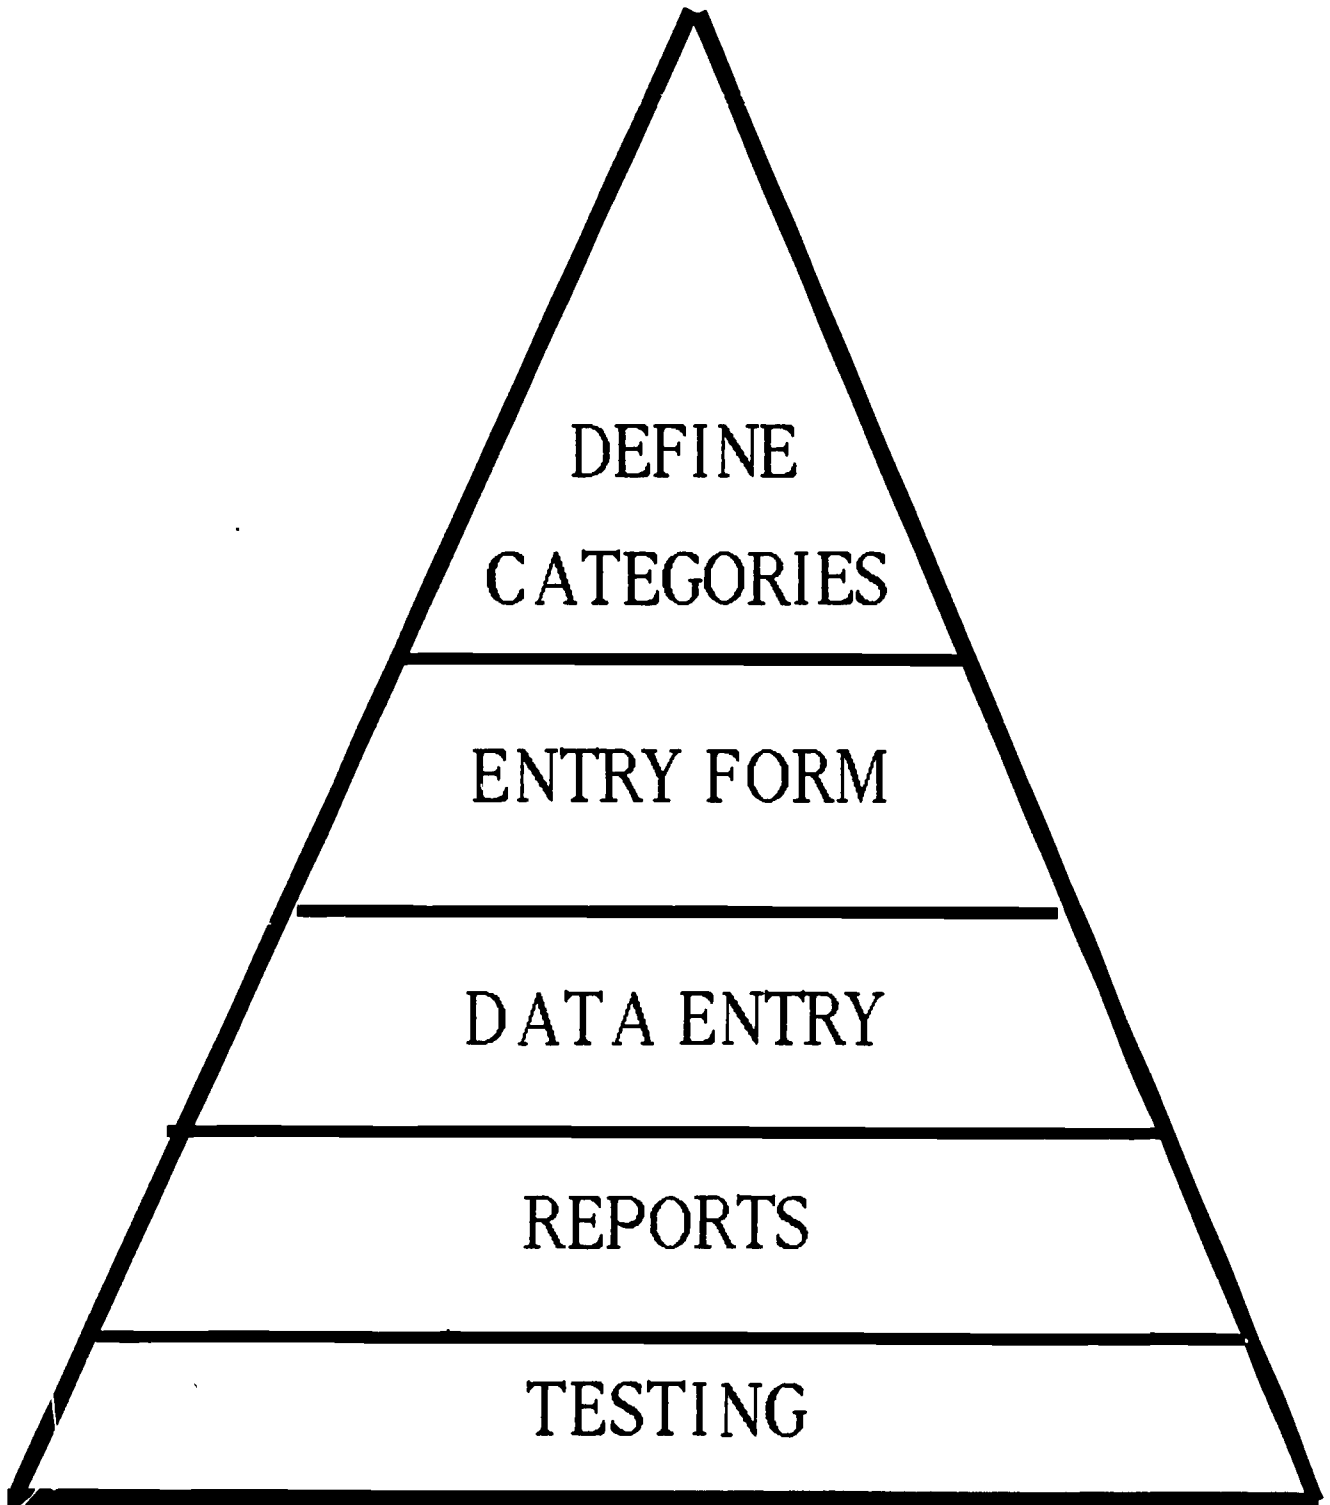 DEFINE
CATEGORIES
ENTRY FORM
DATA ENTRY
REPORTS
TESTING